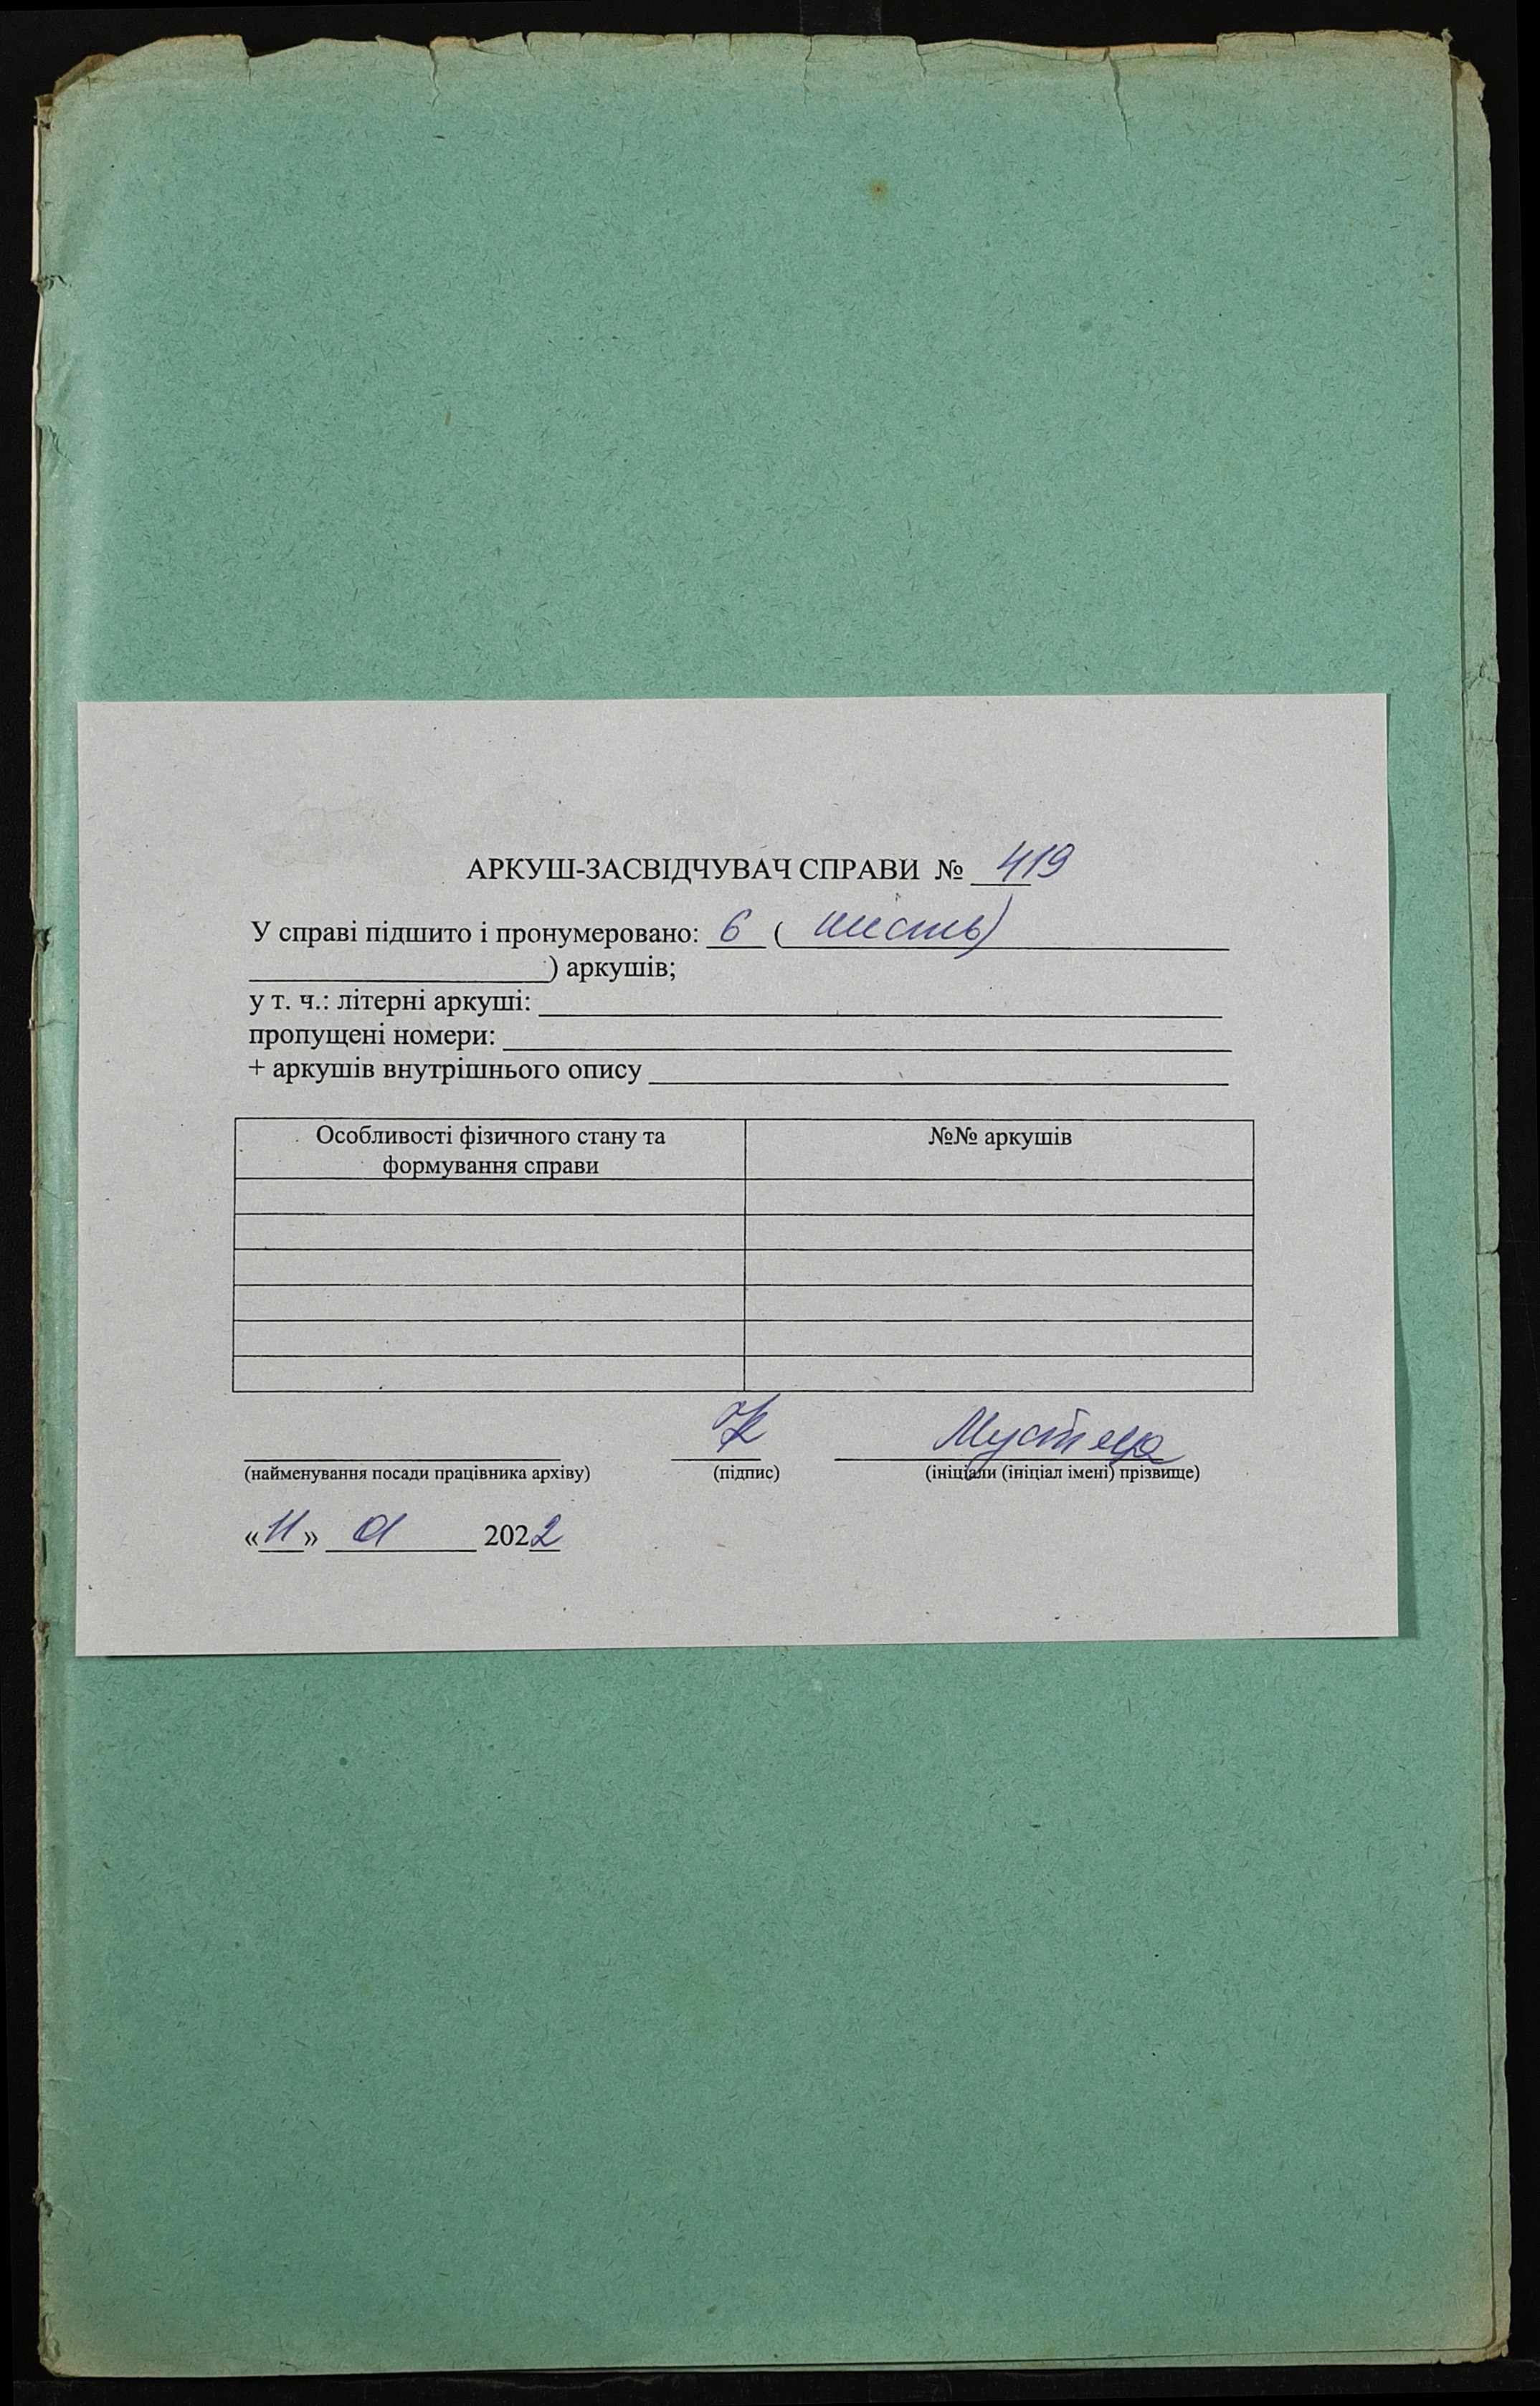 АРКУШ-ЗАСВІДЧУВАЧ СПРАВИ № 419
У справі підшито і пронумеровано: 6 ( шість)
) аркушів;
у т. ч.: літерні аркуші:
пропущені номери:
+ аркушів внутрішнього опису
Особливості фізичного стану та
формування справи
№№ аркушів
(найменування посади працівника архіву)
(підпис)
(ініціали (ініціал імені) прізвище)
«11» 01 2022